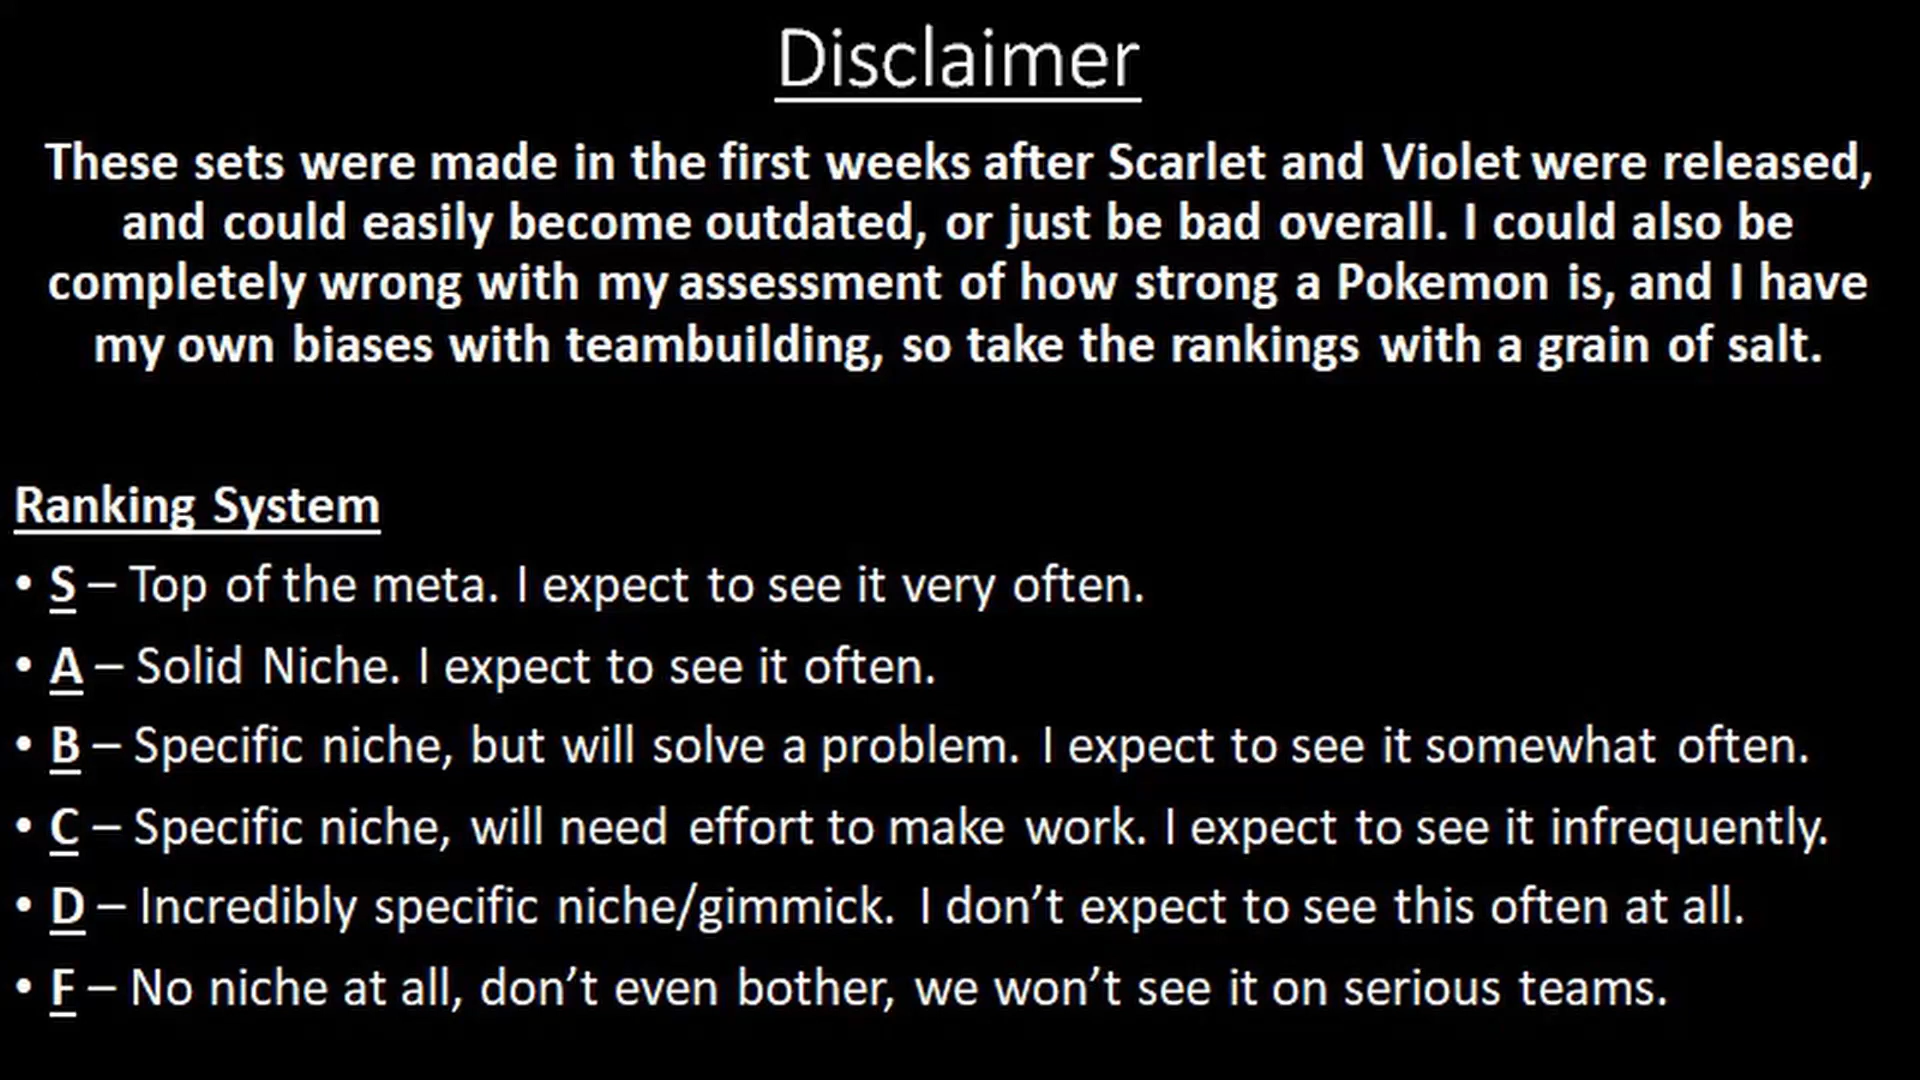 Disclaimer
These sets were made in the first weeks after Scarlet and Violet were released,
and could easily become outdated, or just be bad overall. I could also be
completely wrong with my assessment of how strong a Pokemon is, and I have
my own biases with teambuilding, so take the rankings with a grain of salt.
Ranking System
• S – Top of the meta. I expect to see it very often.
• A – Solid Niche. I expect to see it often.
• B – Specific niche, but will solve a problem. I expect to see it somewhat often.
• C – Specific niche, will need effort to make work. I expect to see it infrequently.
• D – Incredibly specific niche/gimmick. I don’t expect to see this often at all.
• F – No niche at all, don’t even bother, we won’t see it on serious teams.